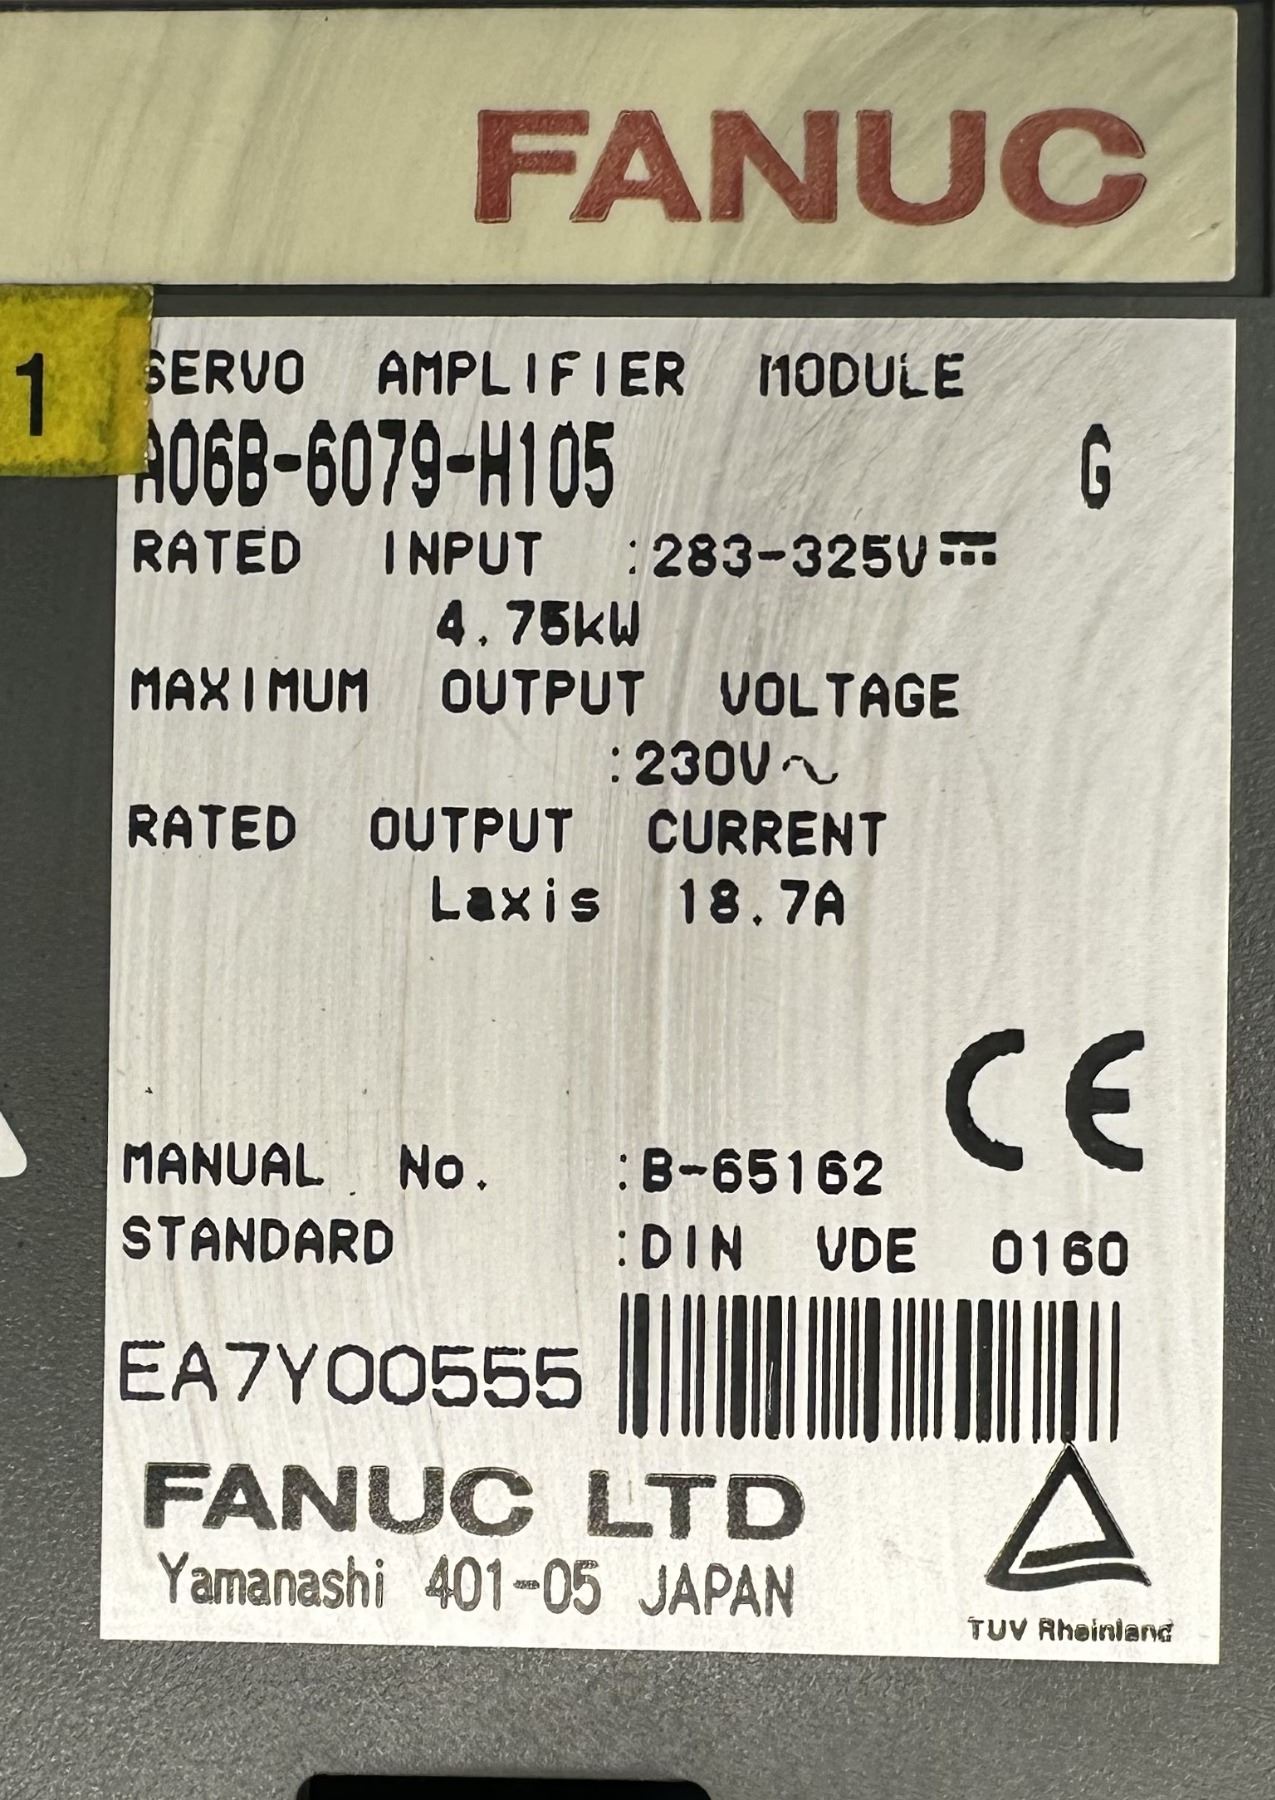 FANUC
1
SERVO AMPLIFIER MODULE
A06B-6079-H105 G
RATED INPUT :283-325V⎓
4.75kW
MAXIMUM OUTPUT VOLTAGE
:230V~
RATED OUTPUT CURRENT
Laxis 18.7A
CE
MANUAL No. :B-65162
STANDARD :DIN VDE 0160
EA7Y00555
FANUC LTD
Yamanashi 401-05 JAPAN
TUV Rheinland